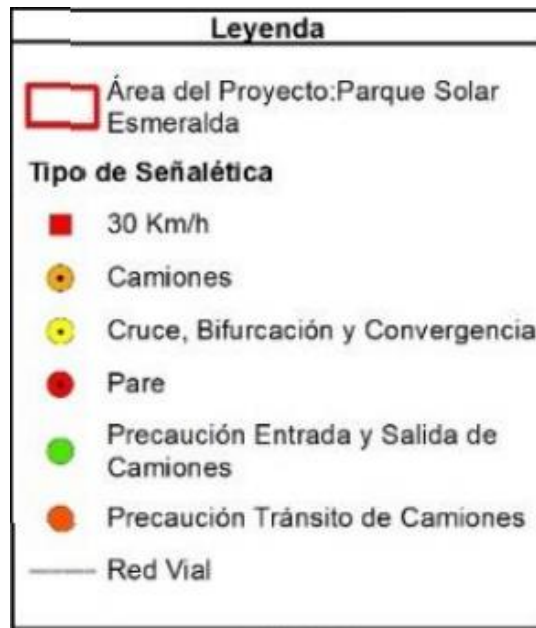 Leyenda
Área del Proyecto:Parque Solar
Esmeralda
Tipo de Señalética
30 Km/h
Camiones
Cruce, Bifurcación y Convergencia
Pare
Precaución Entrada y Salida de
Camiones
Precaución Tránsito de Camiones
Red Vial